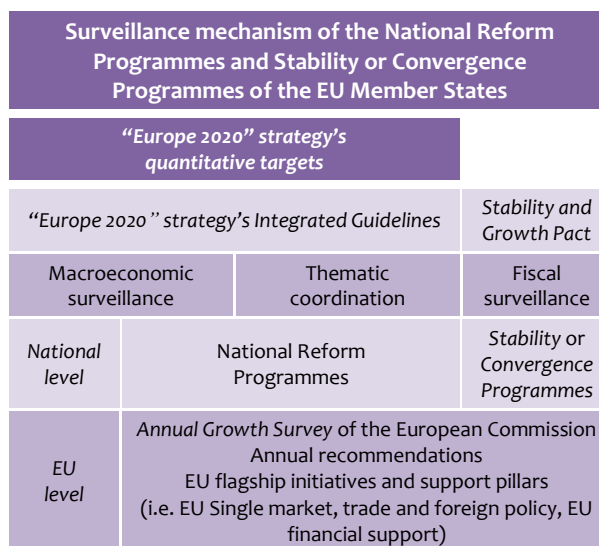 Surveillance mechanism of the National Reform
Programmes and Stability or Convergence
Programmes of the EU Member States
“Europe 2020” strategy’s
quantitative targets
“Europe 2020” strategy’s Integrated Guidelines
Stability and
Growth Pact
Macroeconomic
surveillance
Thematic
coordination
Fiscal
surveillance
National
level
National Reform
Programmes
Stability or
Convergence
Programmes
EU
level
Annual Growth Survey of the European Commission
Annual recommendations
EU flagship initiatives and support pillars
(i.e. EU Single market, trade and foreign policy, EU
financial support)